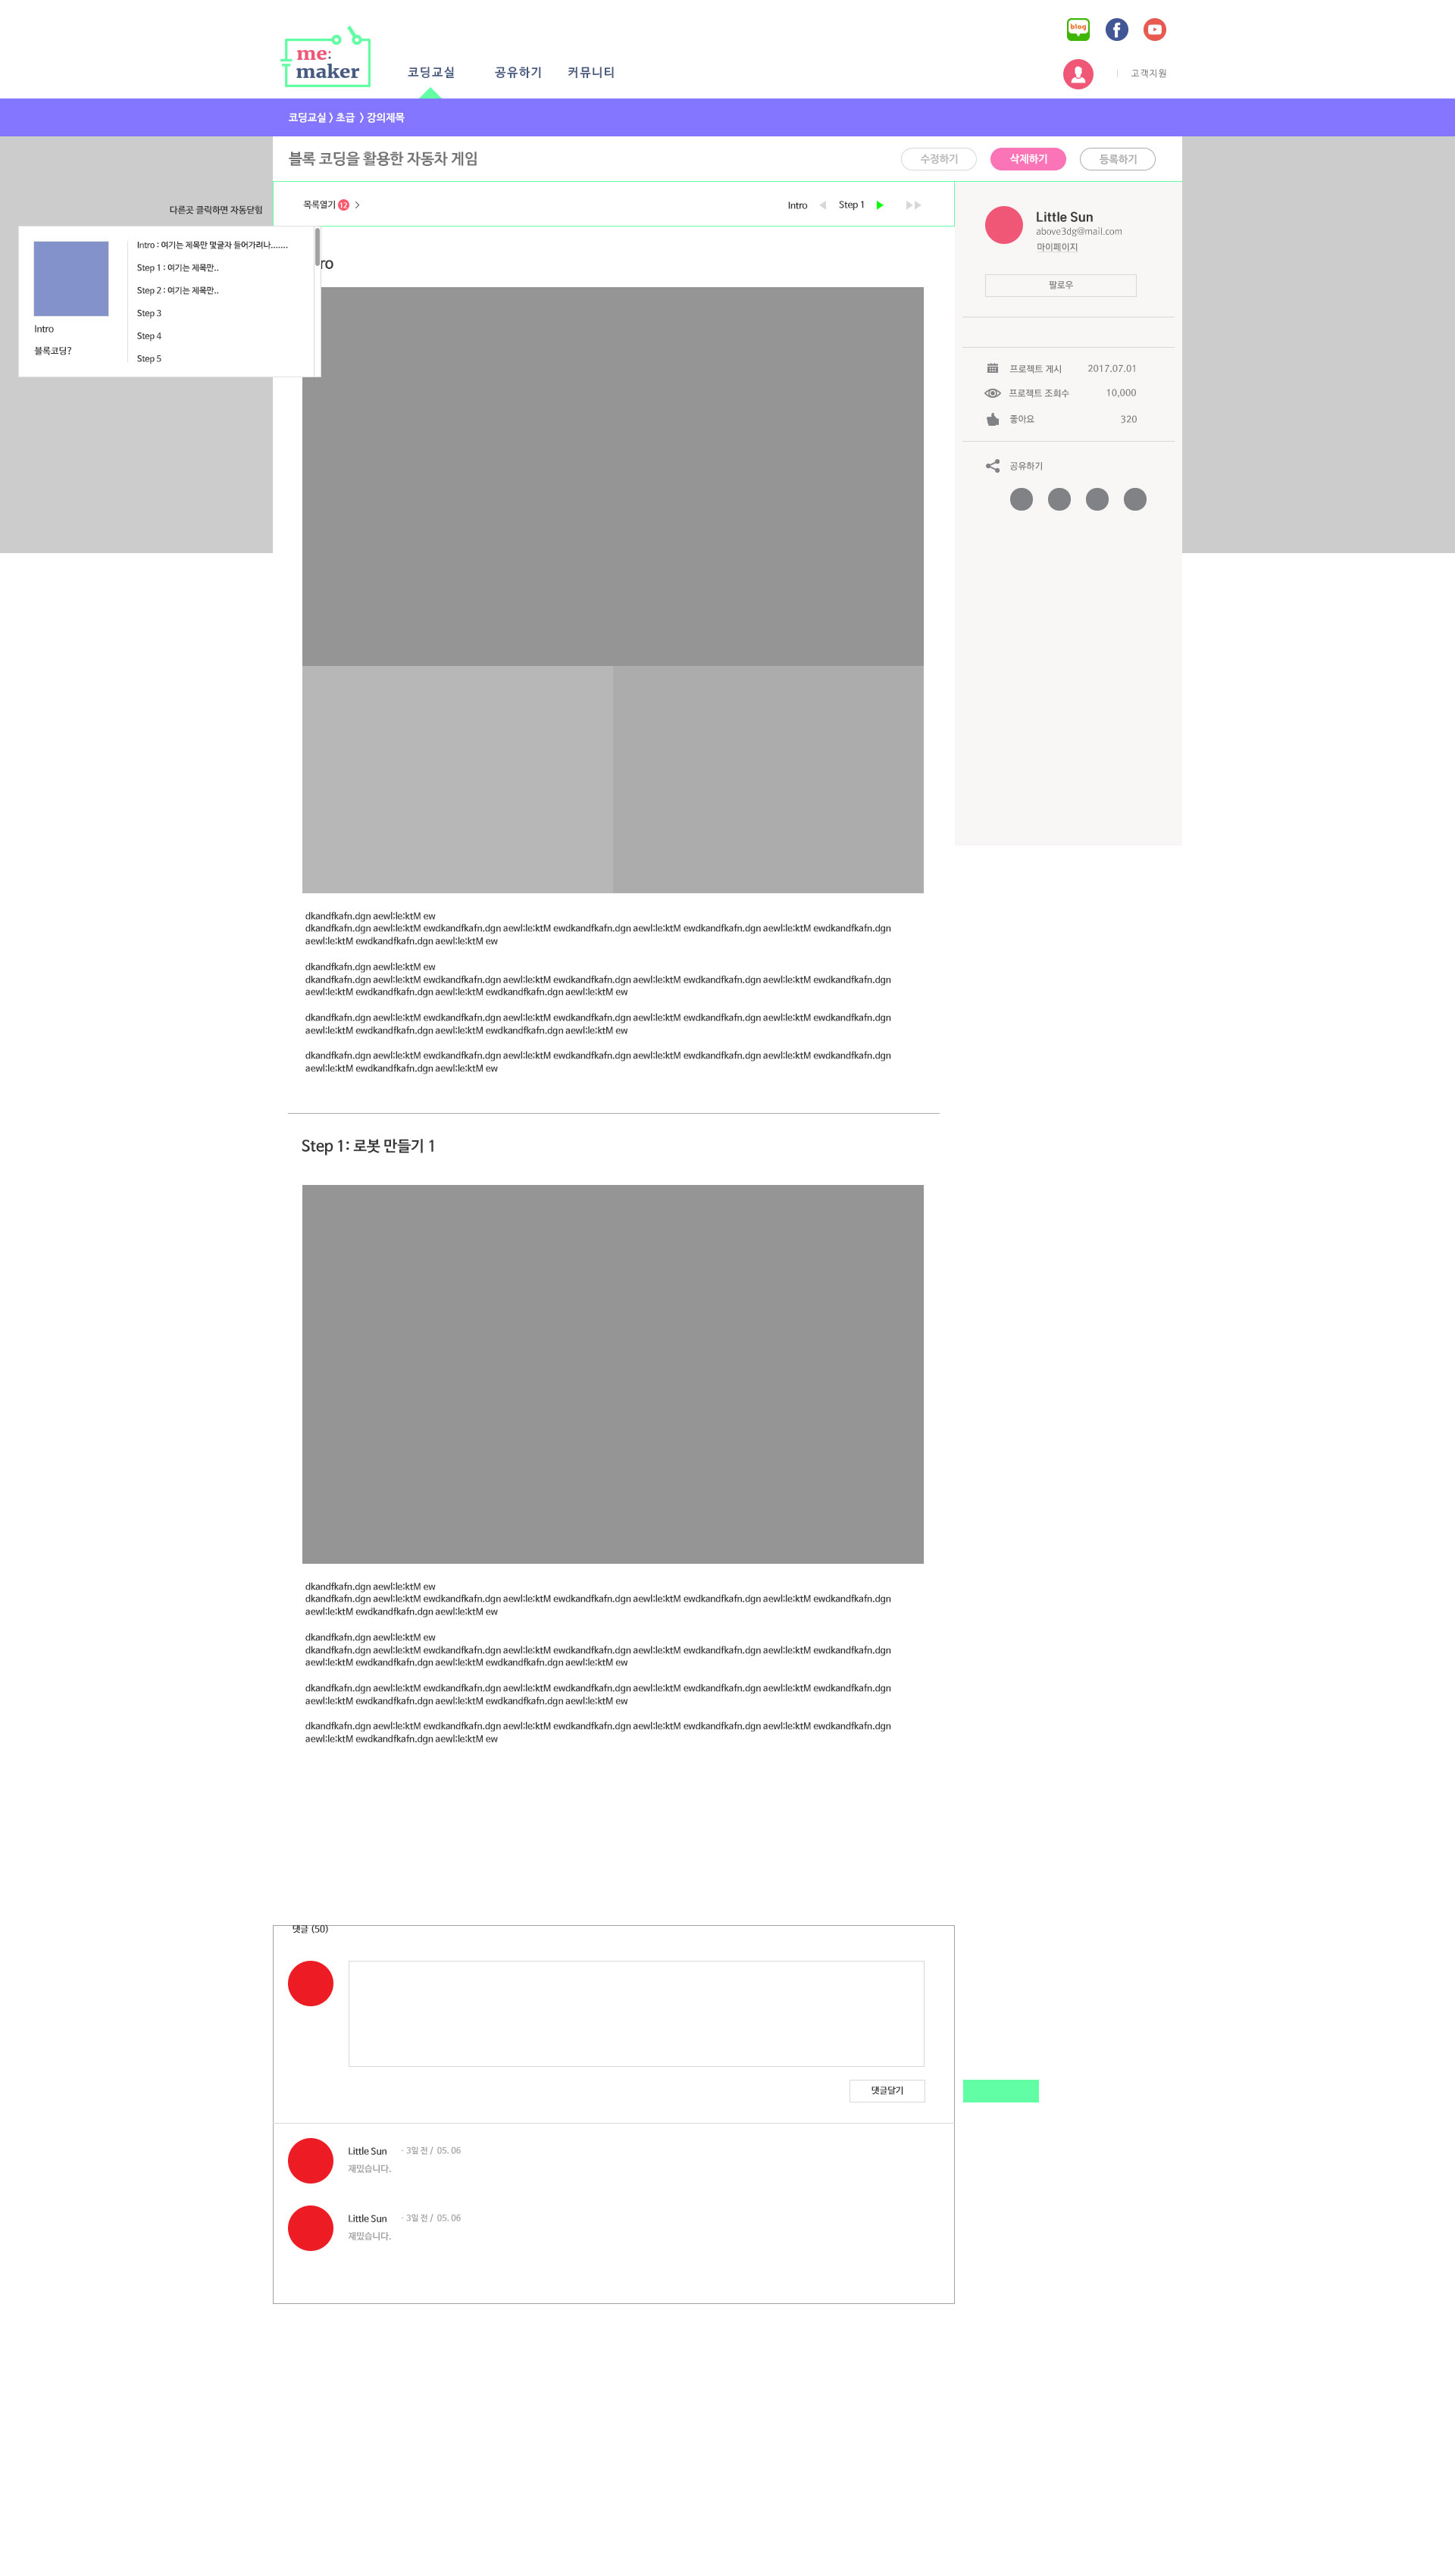 blog
me:
maker
코딩교실 공유하기 커뮤니티
고객지원
코딩교실 > 초급 > 강의제목
블록 코딩을 활용한 자동차 게임
수정하기 삭제하기 등록하기
다른곳 클릭하면 자동닫힘
목록열기 12 >
Intro Step 1
Intro : 여기는 제목만 몇글자 들어가려나.......
Step 1 : 여기는 제목만..
Step 2 : 여기는 제목만..
Step 3
Step 4
Step 5
Intro
블록코딩?
ro
Little Sun
above3dg@mail.com
마이페이지
팔로우
프로젝트 게시 2017.07.01
프로젝트 조회수 10,000
좋아요 320
공유하기
dkandfkafn.dgn aewl:le:ktM ew
dkandfkafn.dgn aewl:le:ktM ewdkandfkafn.dgn aewl:le:ktM ewdkandfkafn.dgn aewl:le:ktM ewdkandfkafn.dgn aewl:le:ktM ewdkandfkafn.dgn
aewl:le:ktM ewdkandfkafn.dgn aewl:le:ktM ew
dkandfkafn.dgn aewl:le:ktM ew
dkandfkafn.dgn aewl:le:ktM ewdkandfkafn.dgn aewl:le:ktM ewdkandfkafn.dgn aewl:le:ktM ewdkandfkafn.dgn aewl:le:ktM ewdkandfkafn.dgn
aewl:le:ktM ewdkandfkafn.dgn aewl:le:ktM ewdkandfkafn.dgn aewl:le:ktM ew
dkandfkafn.dgn aewl:le:ktM ewdkandfkafn.dgn aewl:le:ktM ewdkandfkafn.dgn aewl:le:ktM ewdkandfkafn.dgn aewl:le:ktM ewdkandfkafn.dgn
aewl:le:ktM ewdkandfkafn.dgn aewl:le:ktM ewdkandfkafn.dgn aewl:le:ktM ew
dkandfkafn.dgn aewl:le:ktM ewdkandfkafn.dgn aewl:le:ktM ewdkandfkafn.dgn aewl:le:ktM ewdkandfkafn.dgn aewl:le:ktM ewdkandfkafn.dgn
aewl:le:ktM ewdkandfkafn.dgn aewl:le:ktM ew
Step 1: 로봇 만들기 1
dkandfkafn.dgn aewl:le:ktM ew
dkandfkafn.dgn aewl:le:ktM ewdkandfkafn.dgn aewl:le:ktM ewdkandfkafn.dgn aewl:le:ktM ewdkandfkafn.dgn aewl:le:ktM ewdkandfkafn.dgn
aewl:le:ktM ewdkandfkafn.dgn aewl:le:ktM ew
dkandfkafn.dgn aewl:le:ktM ew
dkandfkafn.dgn aewl:le:ktM ewdkandfkafn.dgn aewl:le:ktM ewdkandfkafn.dgn aewl:le:ktM ewdkandfkafn.dgn aewl:le:ktM ewdkandfkafn.dgn
aewl:le:ktM ewdkandfkafn.dgn aewl:le:ktM ewdkandfkafn.dgn aewl:le:ktM ew
dkandfkafn.dgn aewl:le:ktM ewdkandfkafn.dgn aewl:le:ktM ewdkandfkafn.dgn aewl:le:ktM ewdkandfkafn.dgn aewl:le:ktM ewdkandfkafn.dgn
aewl:le:ktM ewdkandfkafn.dgn aewl:le:ktM ewdkandfkafn.dgn aewl:le:ktM ew
dkandfkafn.dgn aewl:le:ktM ewdkandfkafn.dgn aewl:le:ktM ewdkandfkafn.dgn aewl:le:ktM ewdkandfkafn.dgn aewl:le:ktM ewdkandfkafn.dgn
aewl:le:ktM ewdkandfkafn.dgn aewl:le:ktM ew
댓글 (50)
댓글달기
Little Sun · 3일 전 / 05. 06
재밌습니다.
Little Sun · 3일 전 / 05. 06
재밌습니다.